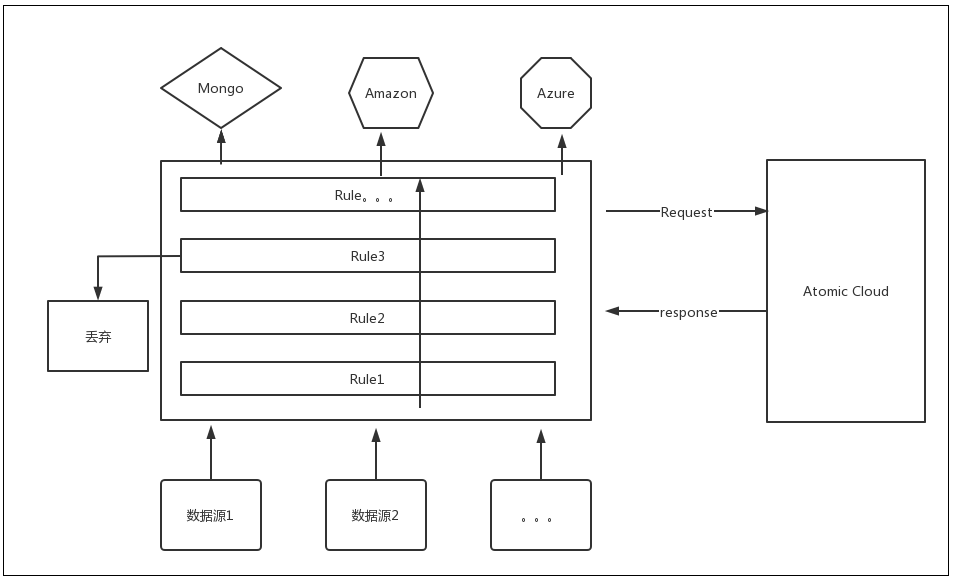 Mongo
Amazon
Azure
Rule。。。
Request
Rule3
Atomic Cloud
response
Rule2
丢弃
Rule1
数据源1
数据源2
。。。